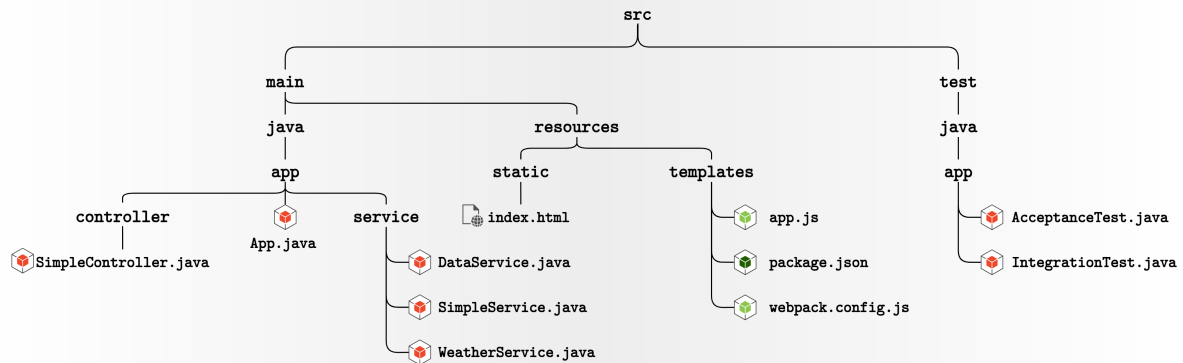 src
main
test
java
resources
java
app
static
templates
app
controller
App.java
service
index.html
app.js
AcceptanceTest.java
SimpleController.java
DataService.java
package.json
IntegrationTest.java
SimpleService.java
webpack.config.js
WeatherService.java